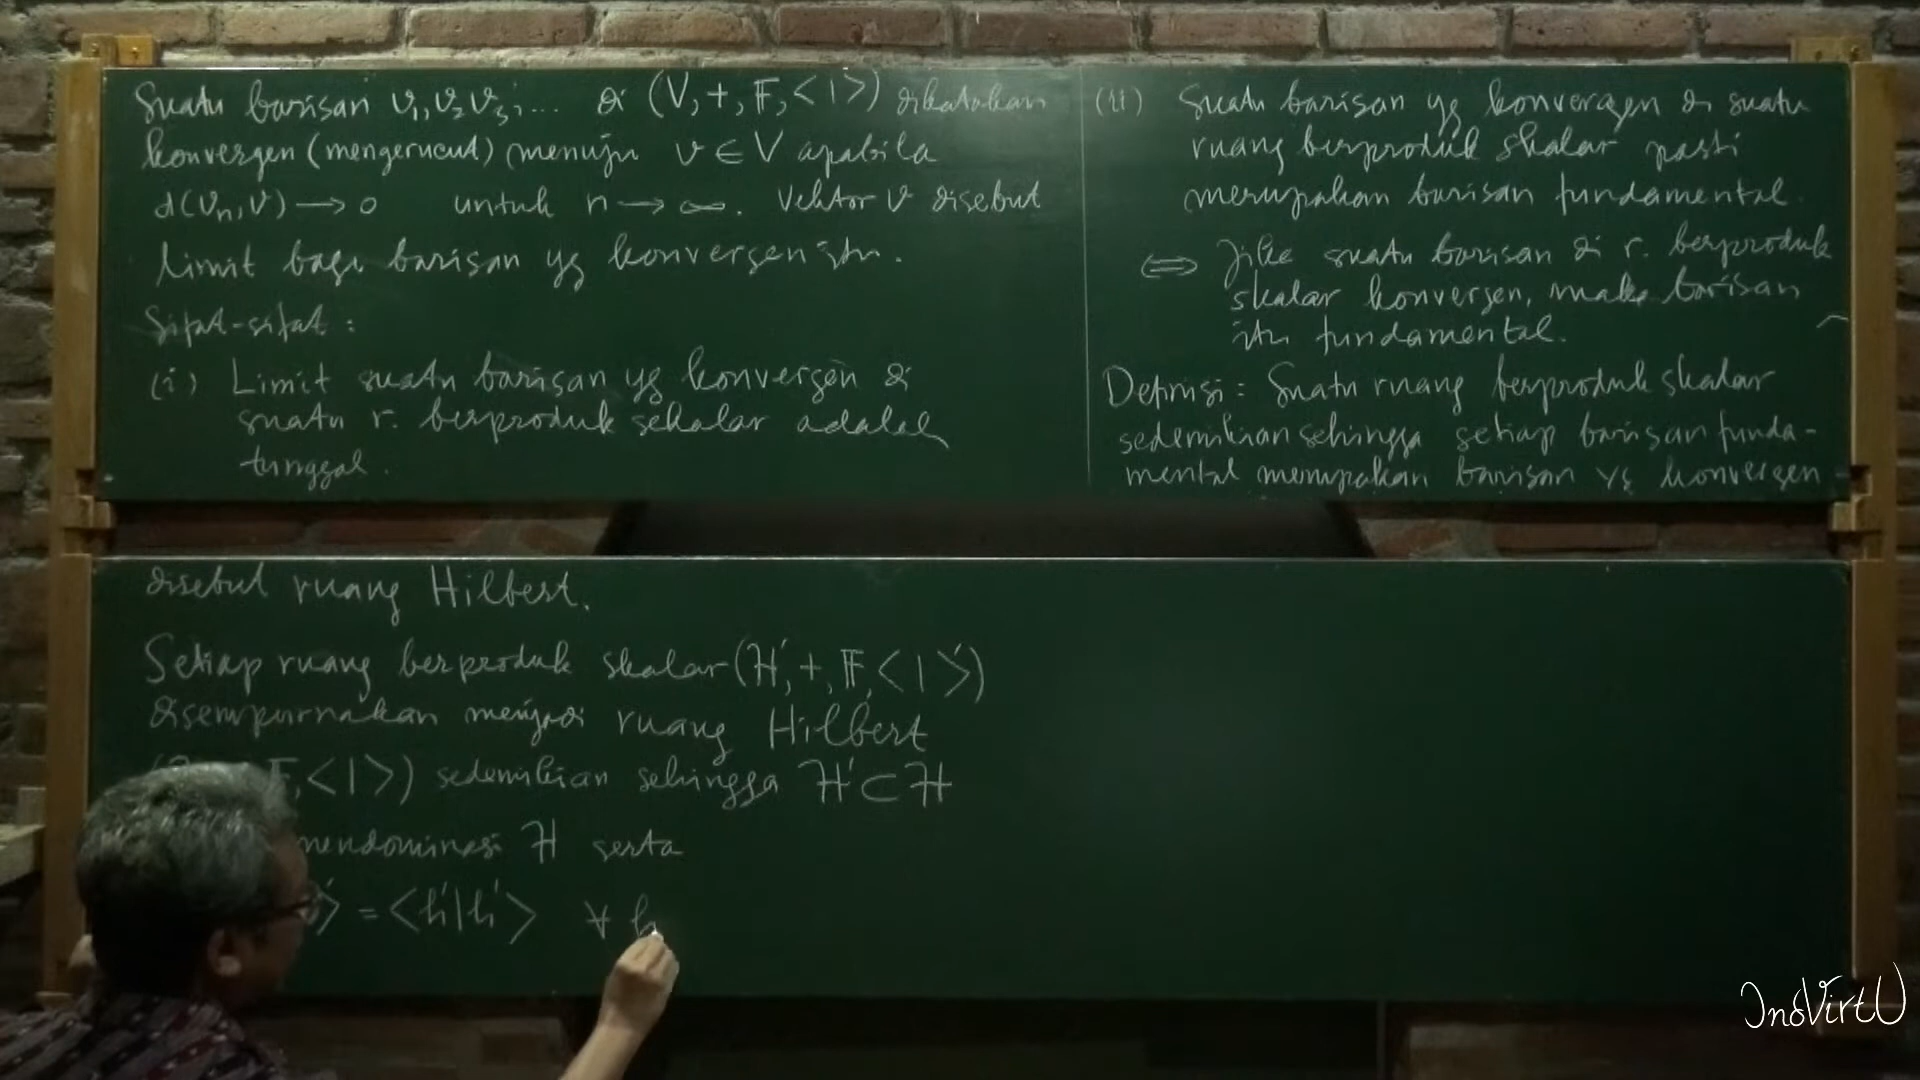 Suatu barisan v₁, v₂ v₃, ... di (V, +, 𝔽, < | >) dikatakan
konvergen (mengerucut) menuju v ∈ V apabila
d(vₙ, v) → 0 untuk n → ∞. Vektor v disebut
limit bagi barisan yg konvergen itu.
Sifat-sifat :
(i) Limit suatu barisan yg konvergen di
suatu r. berproduk sekalar adalah
tunggal.
(ii) Suatu barisan yg konvergen di suatu
ruang berproduk skalar pasti
merupakan barisan fundamental.
⟺ Jika suatu barisan di r. berproduk
skalar konvergen, maka barisan
itu fundamental.
Definisi : Suatu ruang berproduk skalar
sedemikian sehingga setiap barisan funda-
mental merupakan barisan yg konvergen
disebut ruang Hilbert.
Setiap ruang berproduk skalar (H', +, 𝔽, < | >')
disempurnakan menjadi ruang Hilbert
𝔽, < | >) sedemikian sehingga H' ⊂ H
mendominasi H serta
>' = <h'|h'> ∀ h
InoVirtU